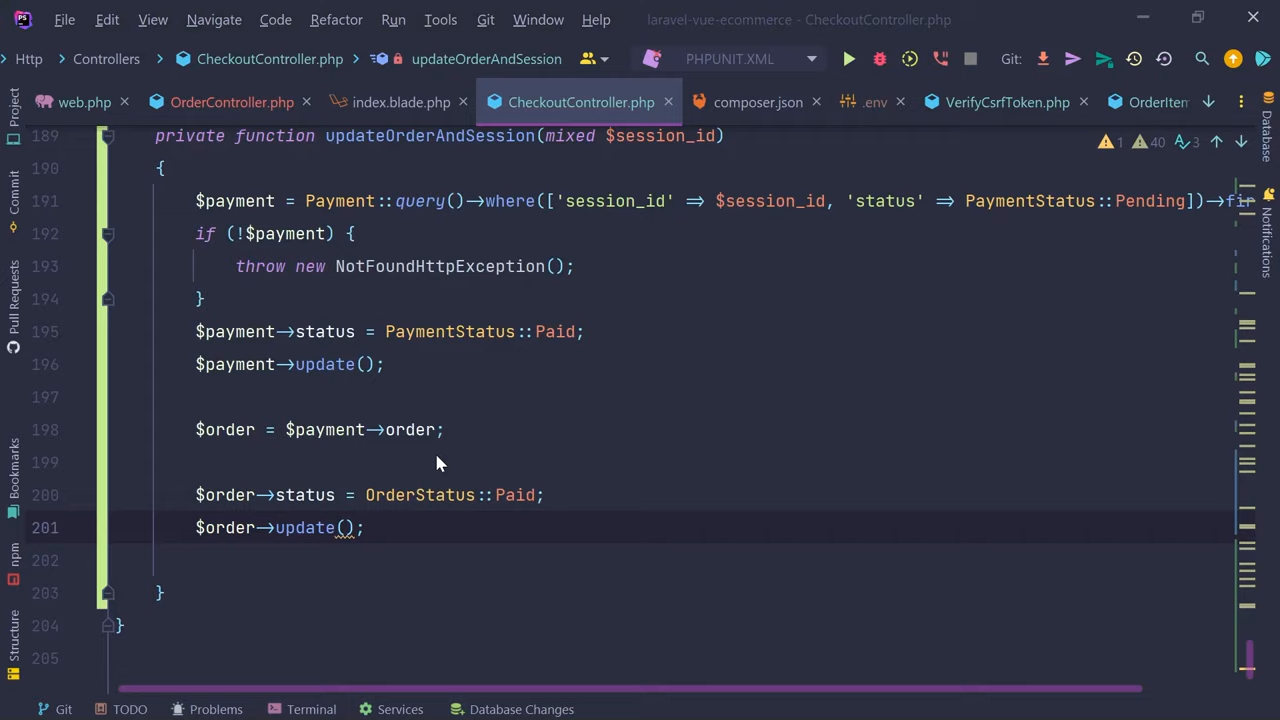 File Edit View Navigate Code Refactor Run Tools Git Window Help laravel-vue-ecommerce - CheckoutController.php
Http Controllers CheckoutController.php updateOrderAndSession PHPUNIT.XML Git:
web.php OrderController.php index.blade.php CheckoutController.php composer.json .env VerifyCsrfToken.php OrderItem
1 40 3
189 private function updateOrderAndSession(mixed $session_id)
190 {
191 $payment = Payment::query()->where(['session_id' => $session_id, 'status' => PaymentStatus::Pending])->fir
192 if (!$payment) {
193 throw new NotFoundHttpException();
194 }
195 $payment->status = PaymentStatus::Paid;
196 $payment->update();
197
198 $order = $payment->order;
199
200 $order->status = OrderStatus::Paid;
201 $order->update();
202
203 }
204 }
205
Project
Commit
Pull Requests
Bookmarks
npm
Structure
Database
Notifications
Git TODO Problems Terminal Services Database Changes